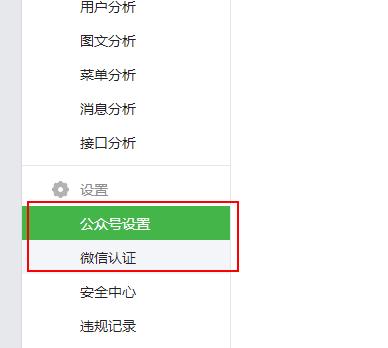 用户分析
图文分析
菜单分析
消息分析
接口分析
设置
公众号设置
微信认证
安全中心
违规记录